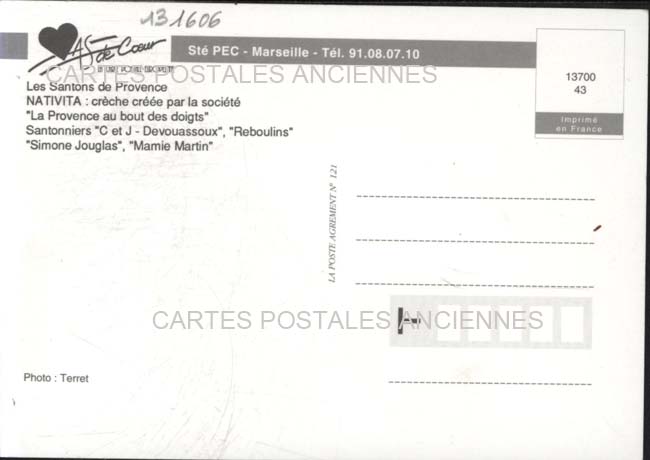 131606
AS de Cœur
Sté PEC - Marseille - Tél. 91.08.07.10
CARTES POSTALES ANCIENNES
13700
43
Imprimé
en France
Les Santons de Provence
NATIVITA : crèche créée par la société
"La Provence au bout des doigts"
Santonniers "C et J - Devouassoux", "Reboulins"
"Simone Jouglas", "Mamie Martin"
LA POSTE AGREMENT N° 121
CARTES POSTALES ANCIENNES
Photo : Terret